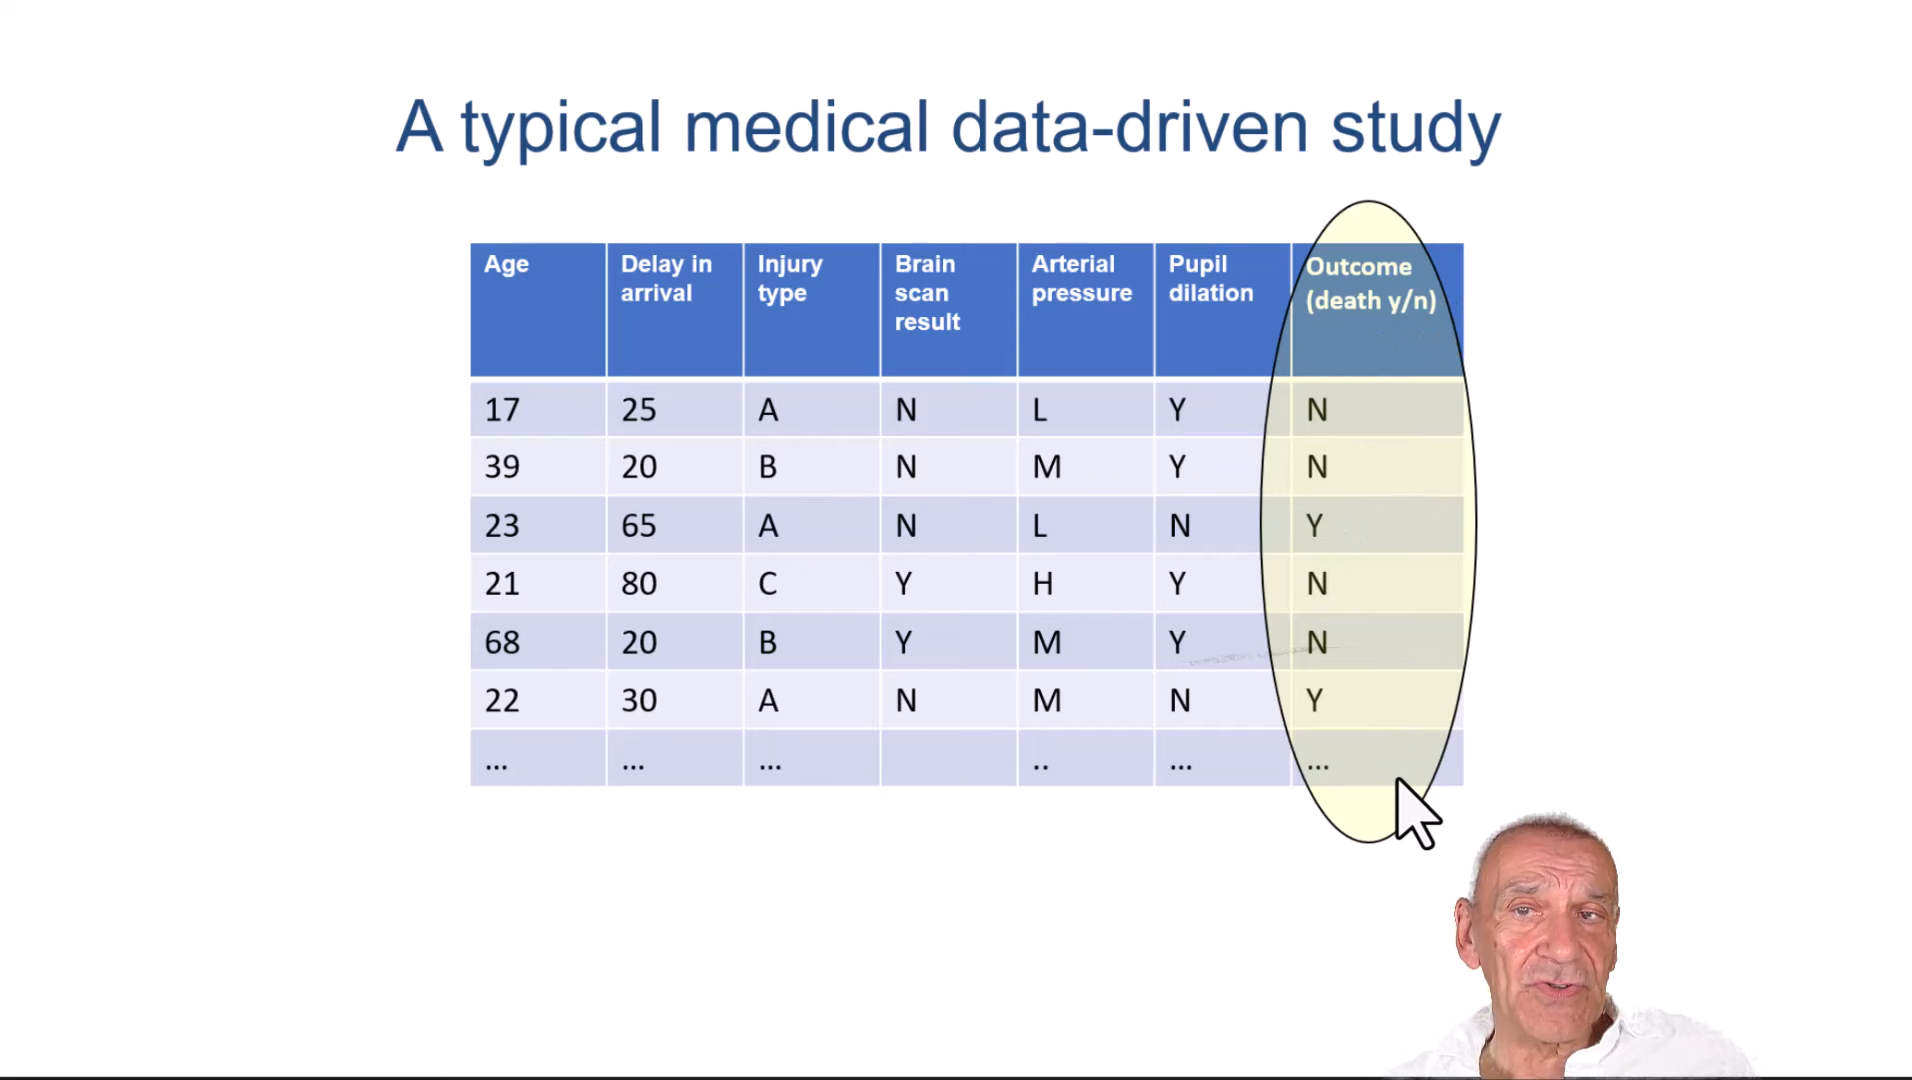 A typical medical data-driven study
Age Delay in arrival Injury type Brain scan result Arterial pressure Pupil dilation Outcome (death y/n)
17 25 A N L Y N
39 20 B N M Y N
23 65 A N L N Y
21 80 C Y H Y N
68 20 B Y M Y N
22 30 A N M N Y
... ... ... .. ... ...